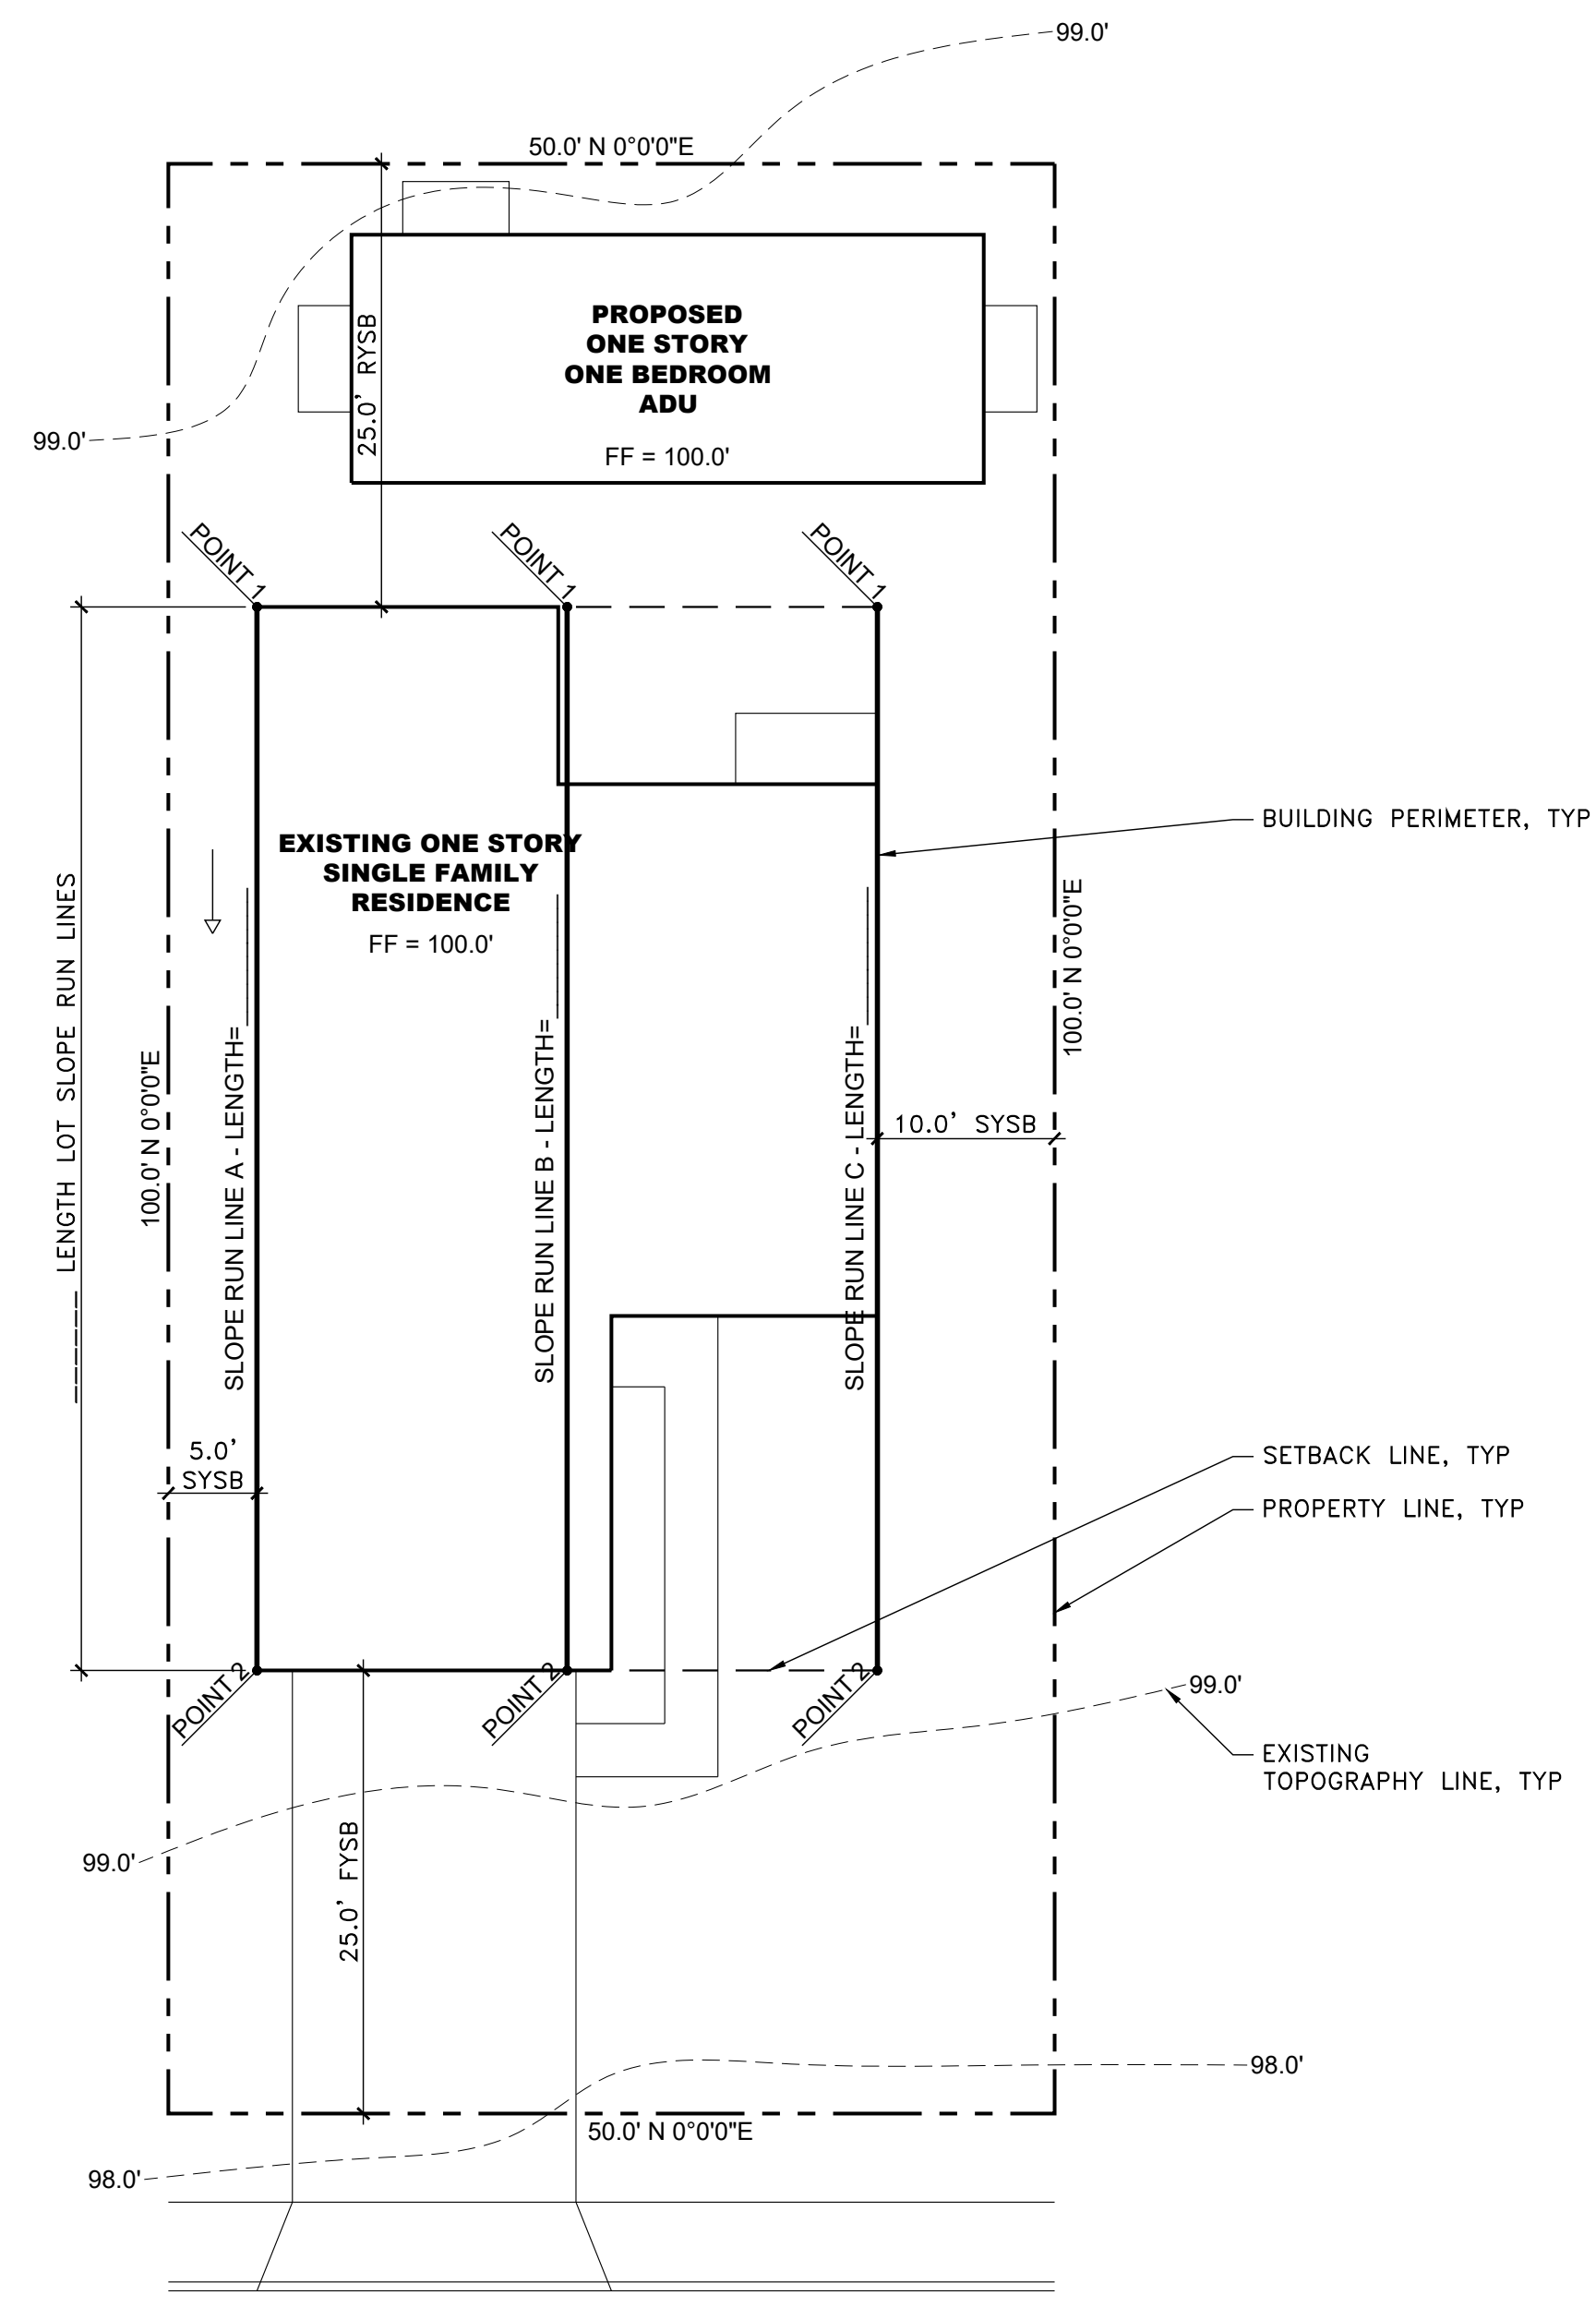 99.0'
50.0' N 0°0'0"E
PROPOSED
ONE STORY
ONE BEDROOM
ADU
FF = 100.0'
25.0' RYSB
99.0'
POINT 1
POINT 1
POINT 1
BUILDING PERIMETER, TYP
EXISTING ONE STORY
SINGLE FAMILY
RESIDENCE
FF = 100.0'
______ LENGTH LOT SLOPE RUN LINES
100.0' N 0°0'0"E
SLOPE RUN LINE A - LENGTH= ______
SLOPE RUN LINE B - LENGTH= ______
SLOPE RUN LINE C - LENGTH= ______
100.0' N 0°0'0"E
10.0' SYSB
5.0'
SYSB
SETBACK LINE, TYP
PROPERTY LINE, TYP
POINT 2
POINT 2
POINT 2
99.0'
EXISTING
TOPOGRAPHY LINE, TYP
99.0'
25.0' FYSB
98.0'
50.0' N 0°0'0"E
98.0'